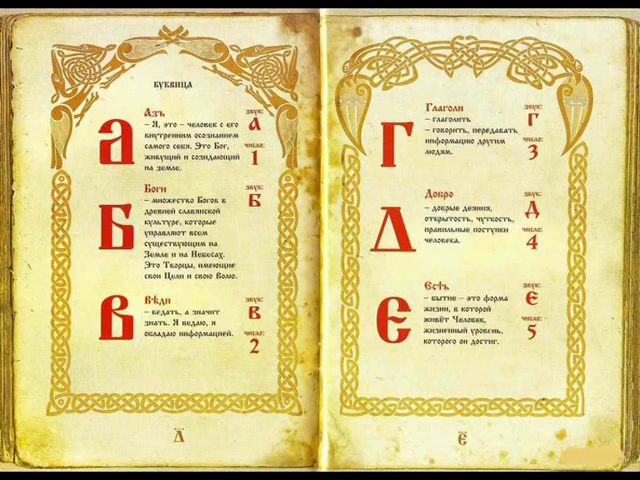 БУКВИЦА
А
Азъ
– Я, это – человек с его
внутренним осознанием
самого себя. Это Бог,
живущий и созидающий
на земле.
звук:
А
число:
1
Б
Боги
– множество Богов в
древней славянской
культуре, которые
управляют всем
существующим на
Земле и на Небесах.
Это Творцы, имеющие
свои Цели и свою Волю.
звук:
Б
В
Вѣди
– ведать, а значит
знать. Я ведаю, я
обладаю информацией.
звук:
В
число:
2
Д
Г
Глаголи
– глаголить
– говорить, передавать
информацию другим
людям.
звук:
Г
число:
3
Д
Добро
– добрые деяния,
открытость, чуткость,
правильные поступки
человека.
звук:
Д
число:
4
Є
Есть
– бытие – это форма
жизни, в которой
живёт Человек,
жизненный уровень,
которого он достиг.
звук:
Є
число:
5
Є